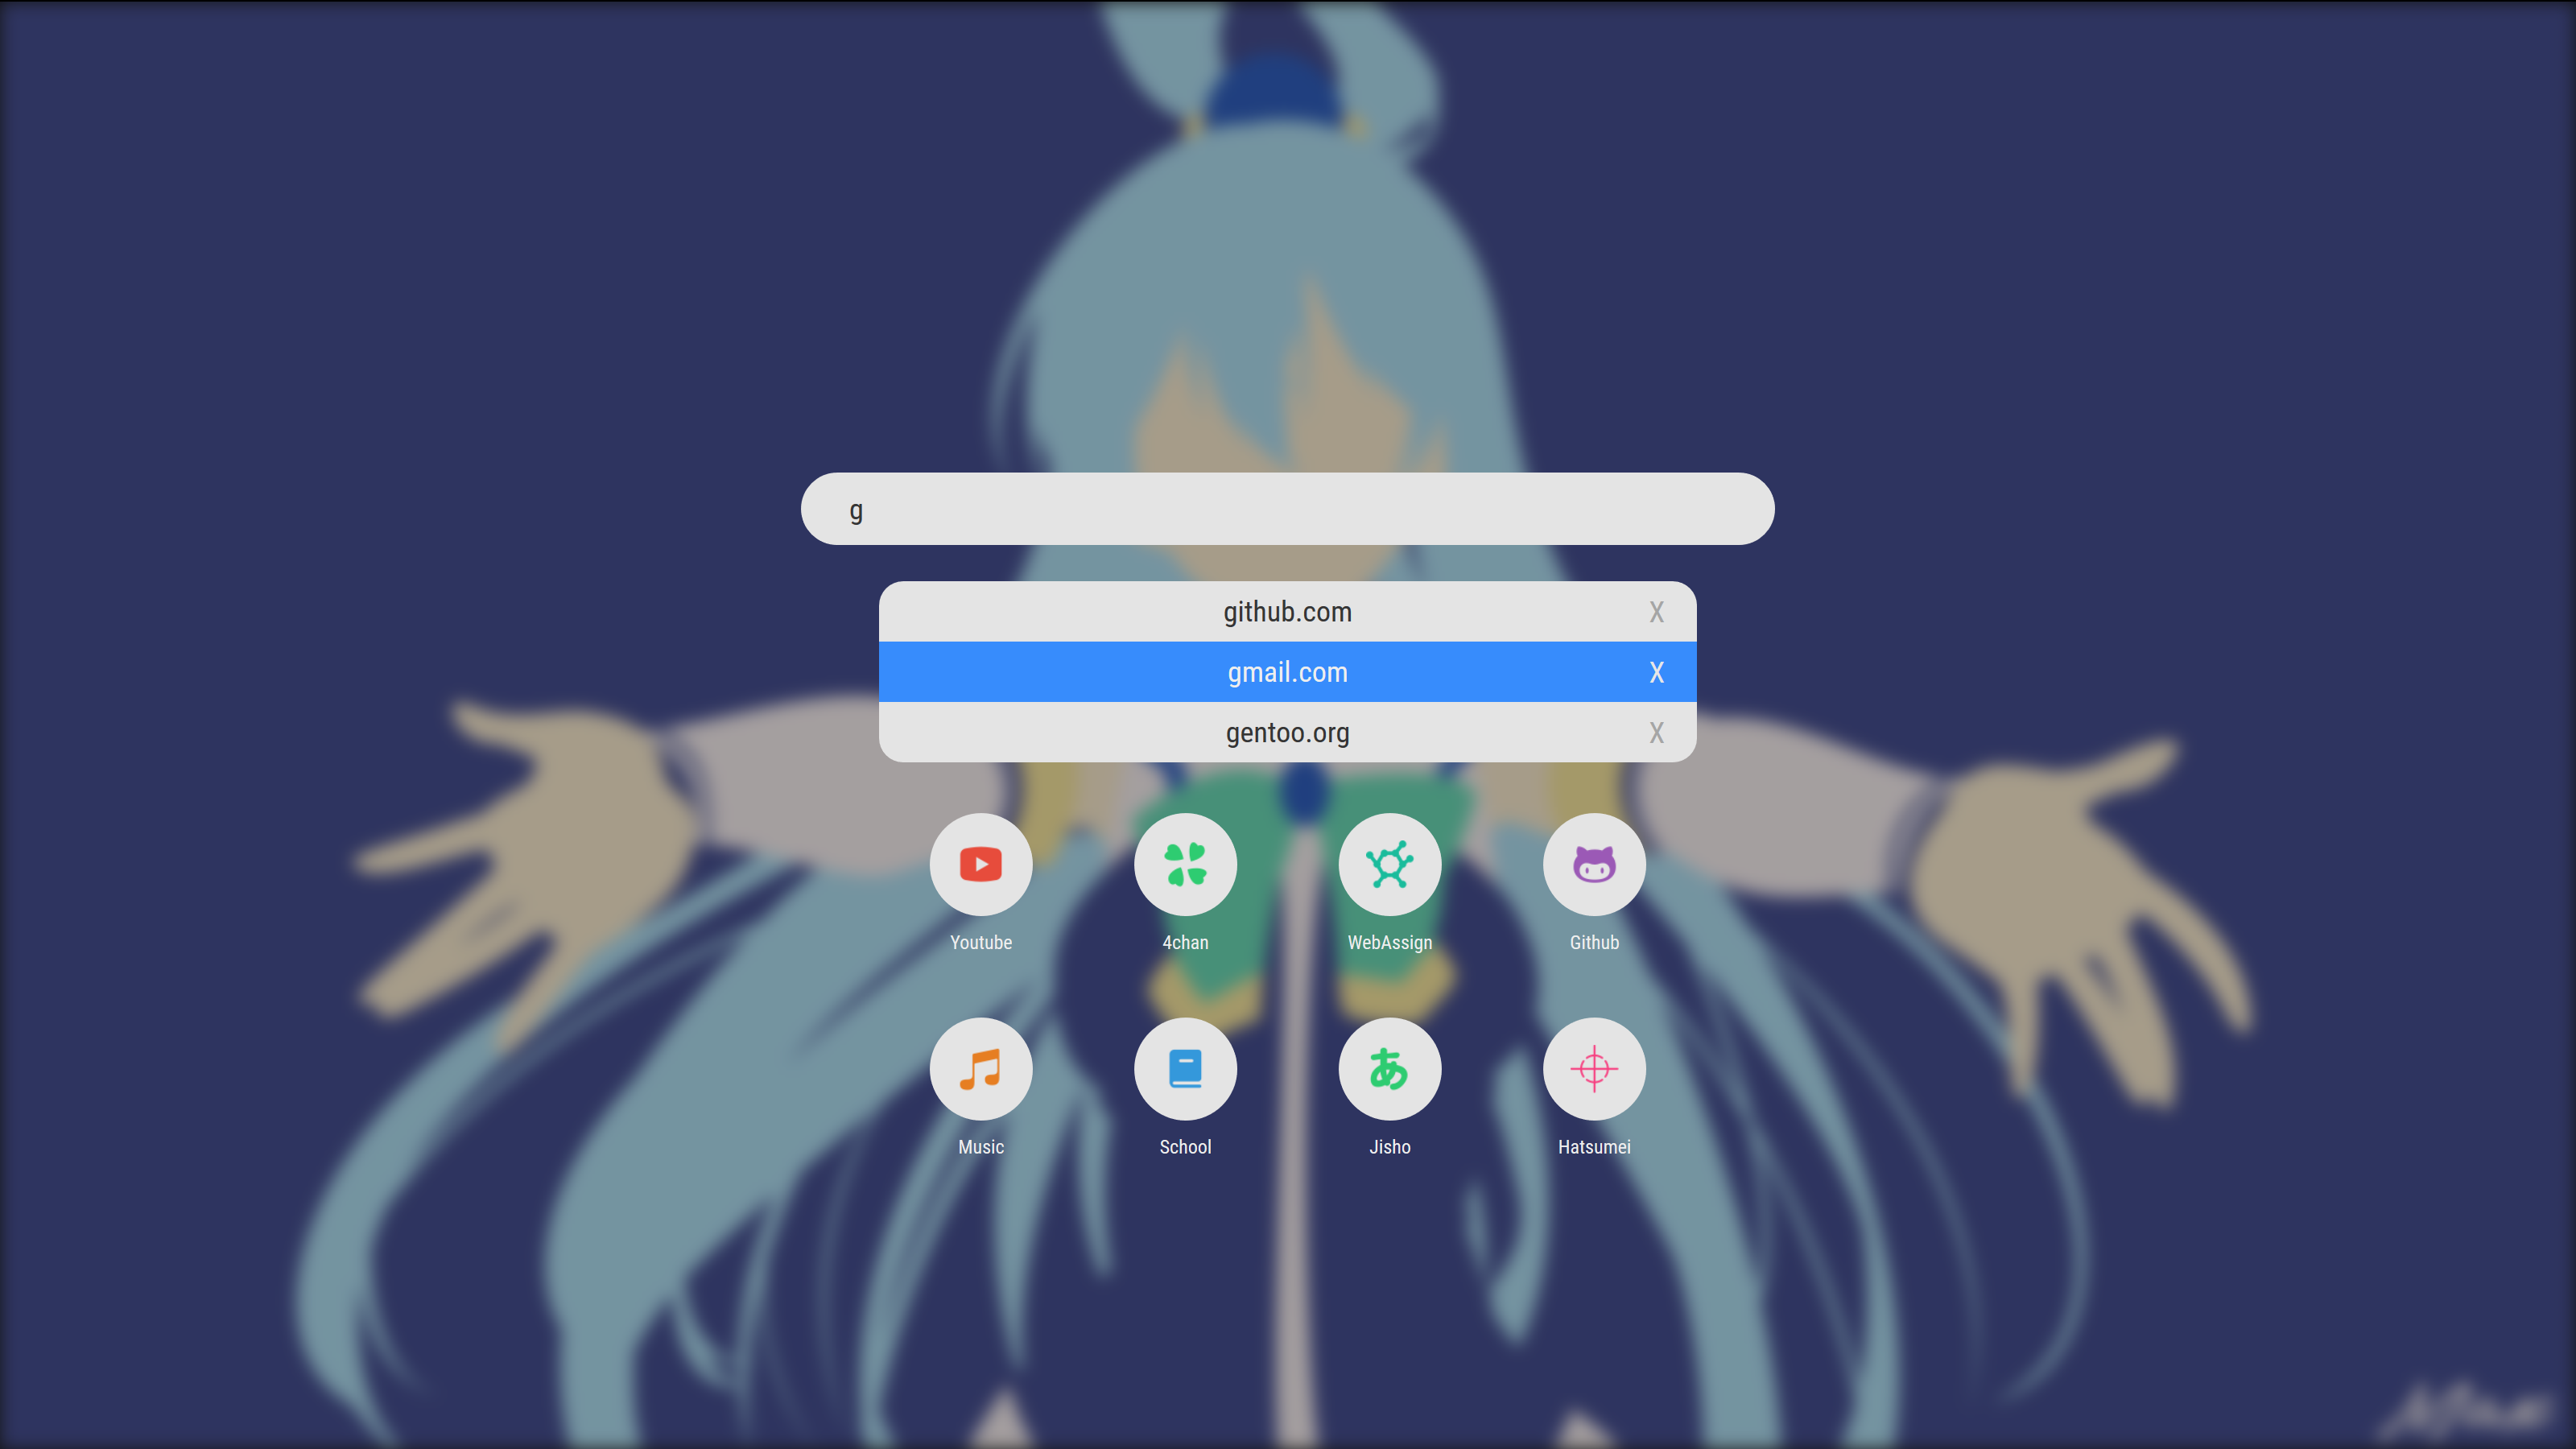 g
github.com X
gmail.com X
gentoo.org X
Youtube 4chan WebAssign Github
あ
Music School Jisho Hatsumei